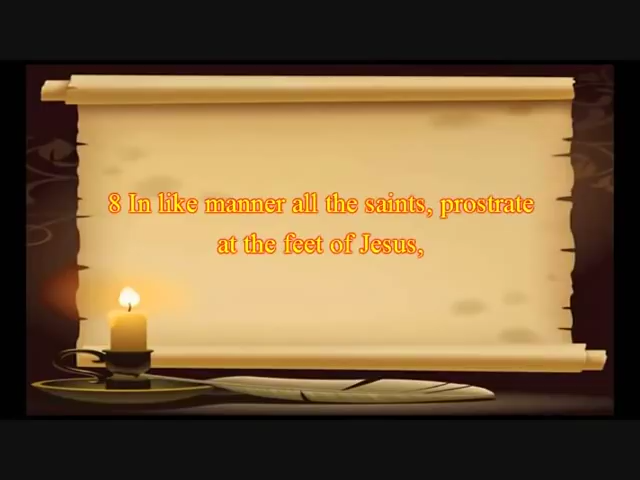 8 In like manner all the saints, prostrate
at the feet of Jesus,